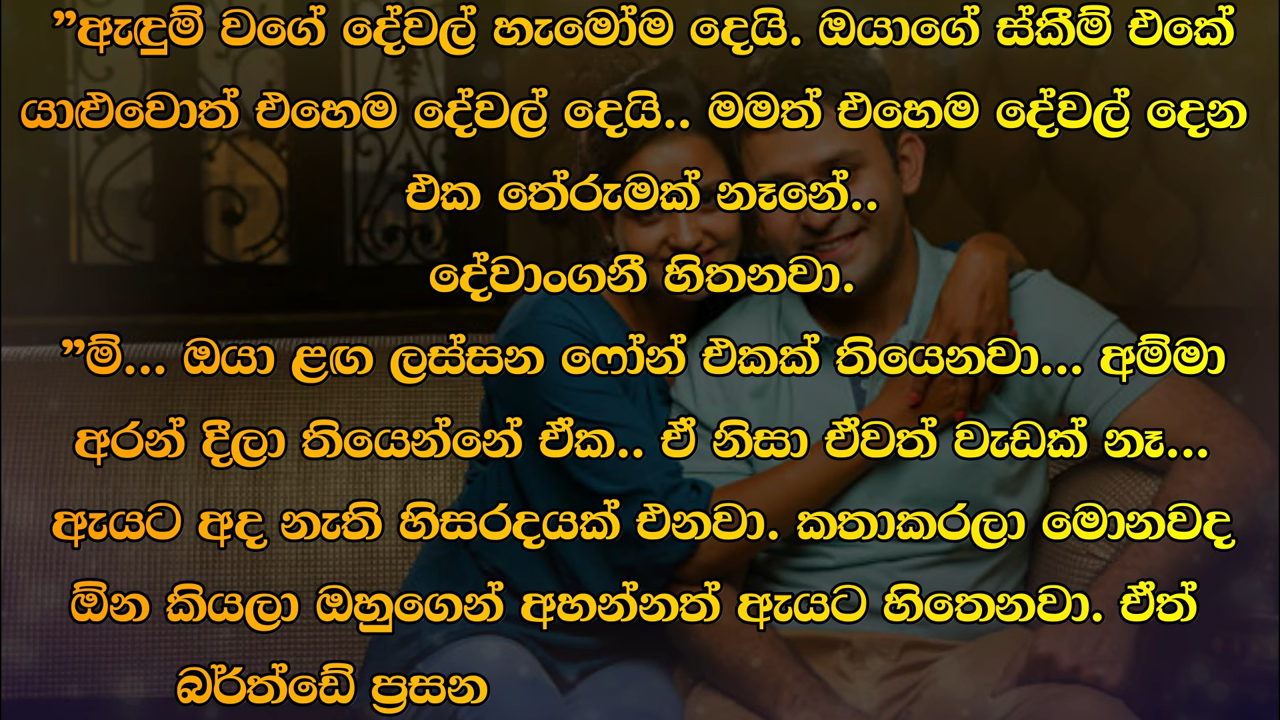 ”ඇඳුම් වගේ දේවල් හැමෝම දෙයි. ඔයාගේ ස්කීම් එකේ
යාළුවොත් එහෙම දේවල් දෙයි.. මමත් එහෙම දේවල් දෙන
එක තේරුමක් නෑනේ..
දේවාංගනී හිතනවා.
”ම්... ඔයා ළඟ ලස්සන ෆෝන් එකක් තියෙනවා... අම්මා
අරන් දීලා තියෙන්නේ ඒක.. ඒ නිසා ඒවත් වැඩක් නෑ...
ඇයට අද නැති හිසරදයක් එනවා. කතාකරලා මොනවද
ඕන කියලා ඔහුගෙන් අහන්නත් ඇයට හිතෙනවා. ඒත්
බර්ත්ඩේ ප්‍රසන